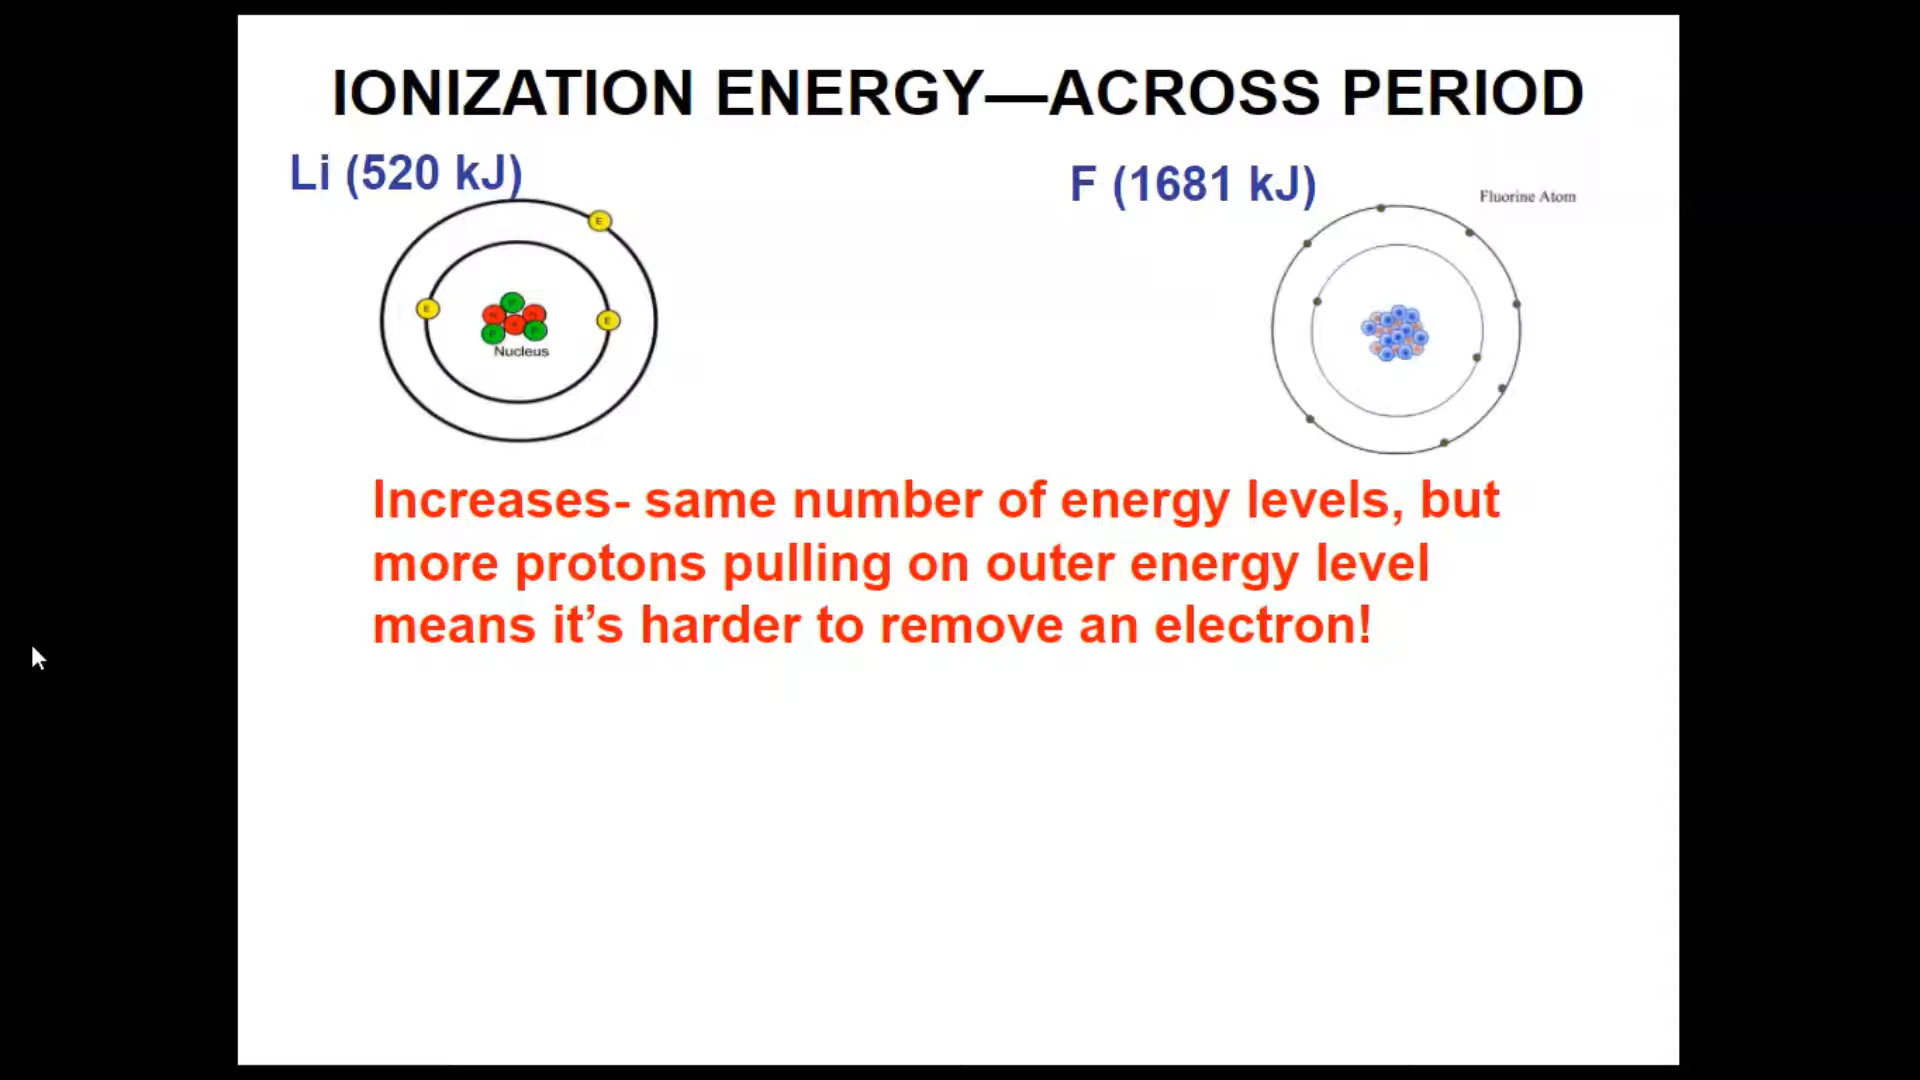 IONIZATION ENERGY—ACROSS PERIOD
Li (520 kJ)
F (1681 kJ)
Fluorine Atom
E
E
E
Nucleus
Increases- same number of energy levels, but
more protons pulling on outer energy level
means it’s harder to remove an electron!